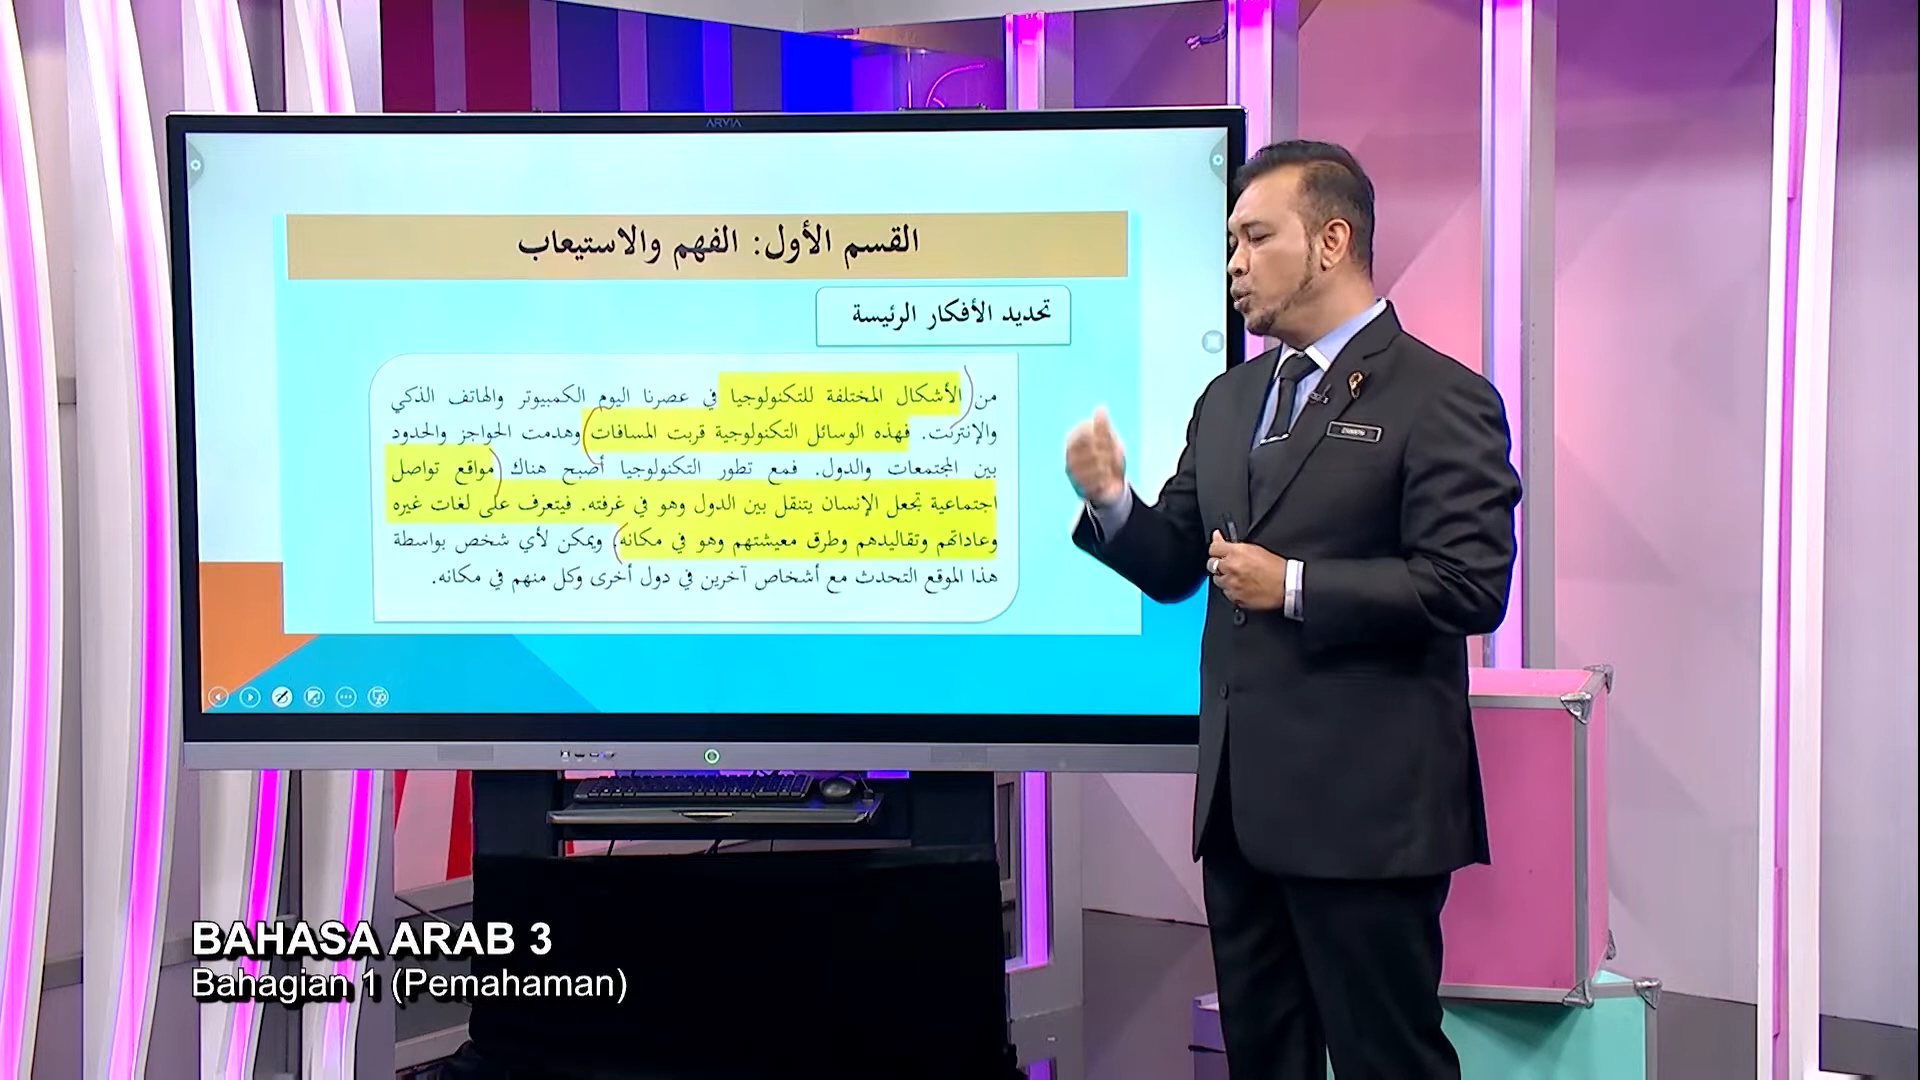 ARVIA
القسم الأول: الفهم والاستيعاب
تحديد الأفكار الرئيسة
من الأشكال المختلفة للتكنولوجيا في عصرنا اليوم الكمبيوتر والهاتف الذكي
والإنترنت. فهذه الوسائل التكنولوجية قربت المسافات وهدمت الحواجز والحدود
بين المجتمعات والدول. فمع تطور التكنولوجيا أصبح هناك مواقع تواصل
اجتماعية تجعل الإنسان يتنقل بين الدول وهو في غرفته. فيتعرف على لغات غيره
وعاداتهم وتقاليدهم وطرق معيشتهم وهو في مكانه. ويمكن لأي شخص بواسطة
هذا الموقع التحدث مع أشخاص آخرين في دول أخرى وكل منهم في مكانه.
BAHASA ARAB 3
Bahagian 1 (Pemahaman)